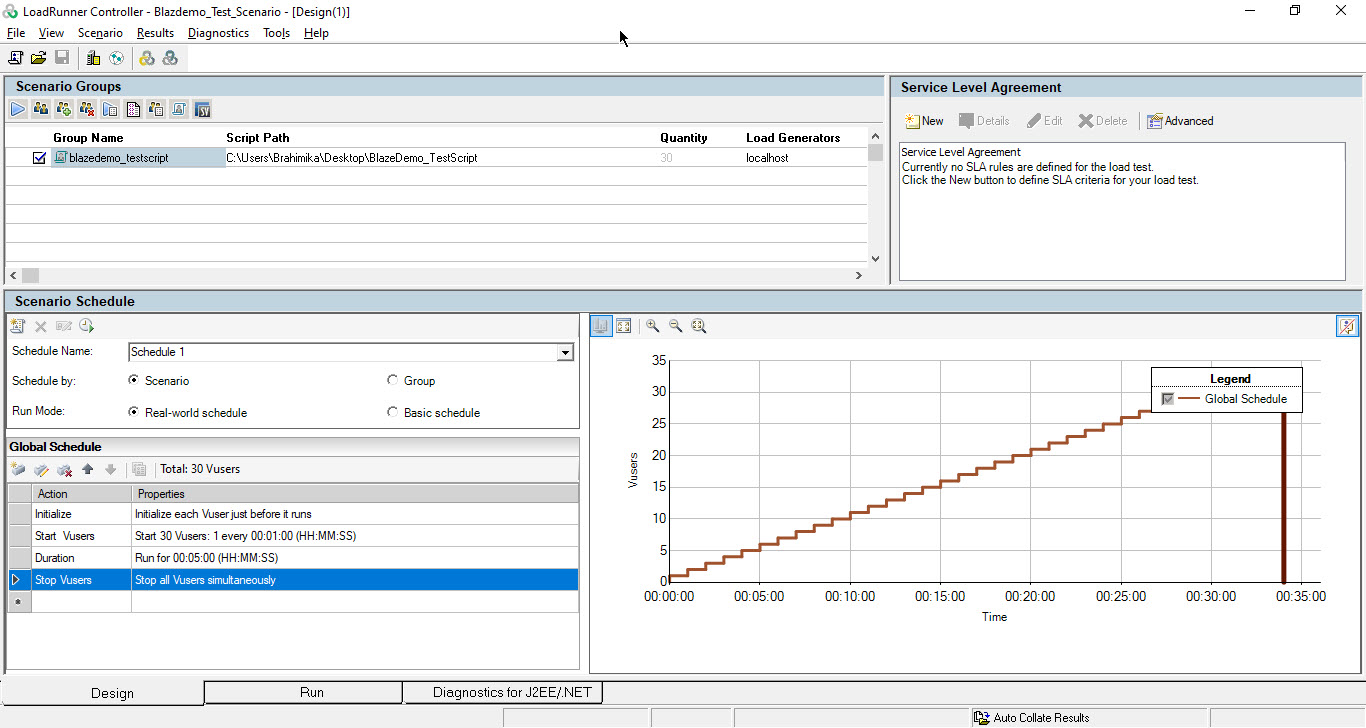 LoadRunner Controller - Blazdemo_Test_Scenario - [Design(1)]
File View Scenario Results Diagnostics Tools Help
Scenario Groups
Group Name Script Path Quantity Load Generators
blazedemo_testscript C:\Users\Brahimika\Desktop\BlazeDemo_TestScript 30 localhost
Service Level Agreement
New Details Edit Delete Advanced
Service Level Agreement
Currently no SLA rules are defined for the load test.
Click the New button to define SLA criteria for your load test.
Scenario Schedule
Schedule Name: Schedule 1
Schedule by: Scenario Group
Run Mode: Real-world schedule Basic schedule
Global Schedule
Total: 30 Vusers
Action Properties
Initialize Initialize each Vuser just before it runs
Start Vusers Start 30 Vusers: 1 every 00:01:00 (HH:MM:SS)
Duration Run for 00:05:00 (HH:MM:SS)
Stop Vusers Stop all Vusers simultaneously
*
35
30
25
20
15
10
5
0
Vusers
Legend
Global Schedule
00:00:00 00:05:00 00:10:00 00:15:00 00:20:00 00:25:00 00:30:00 00:35:00
Time
Design Run Diagnostics for J2EE/.NET
Auto Collate Results